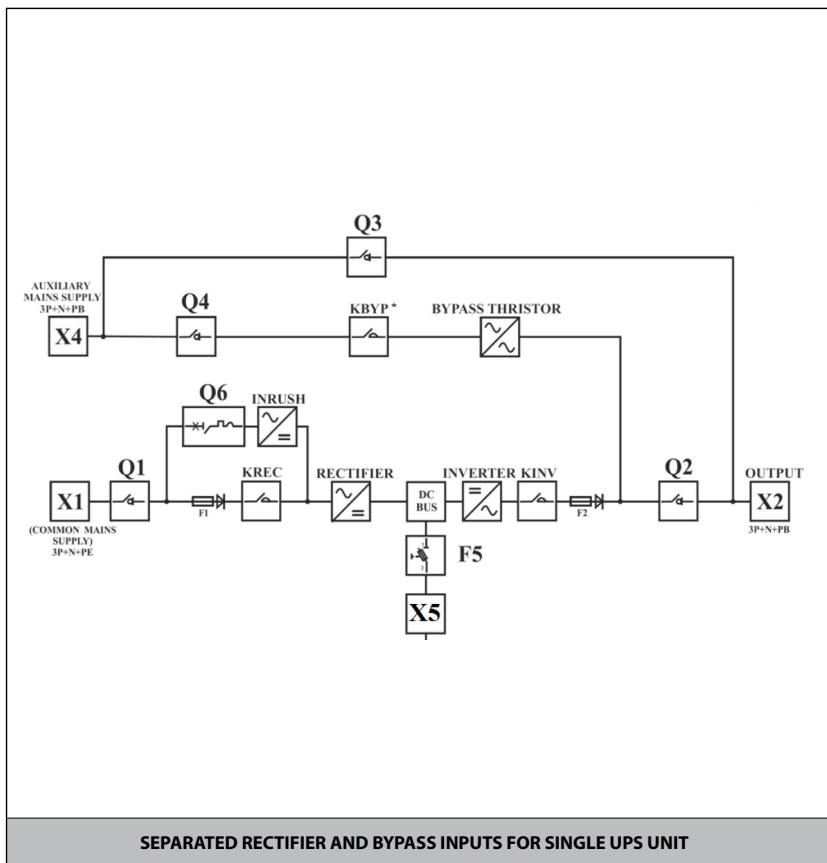 Q3
AUXILIARY
MAINS SUPPLY
3P+N+PB
X4
Q4
KBYP *
BYPASS THRISTOR
Q6
INRUSH
X1
(COMMON MAINS
SUPPLY)
3P+N+PE
Q1
F1
KREC
RECTIFIER
DC
BUS
INVERTER
KINV
F2
Q2
OUTPUT
X2
3P+N+PB
F5
X5
SEPARATED RECTIFIER AND BYPASS INPUTS FOR SINGLE UPS UNIT